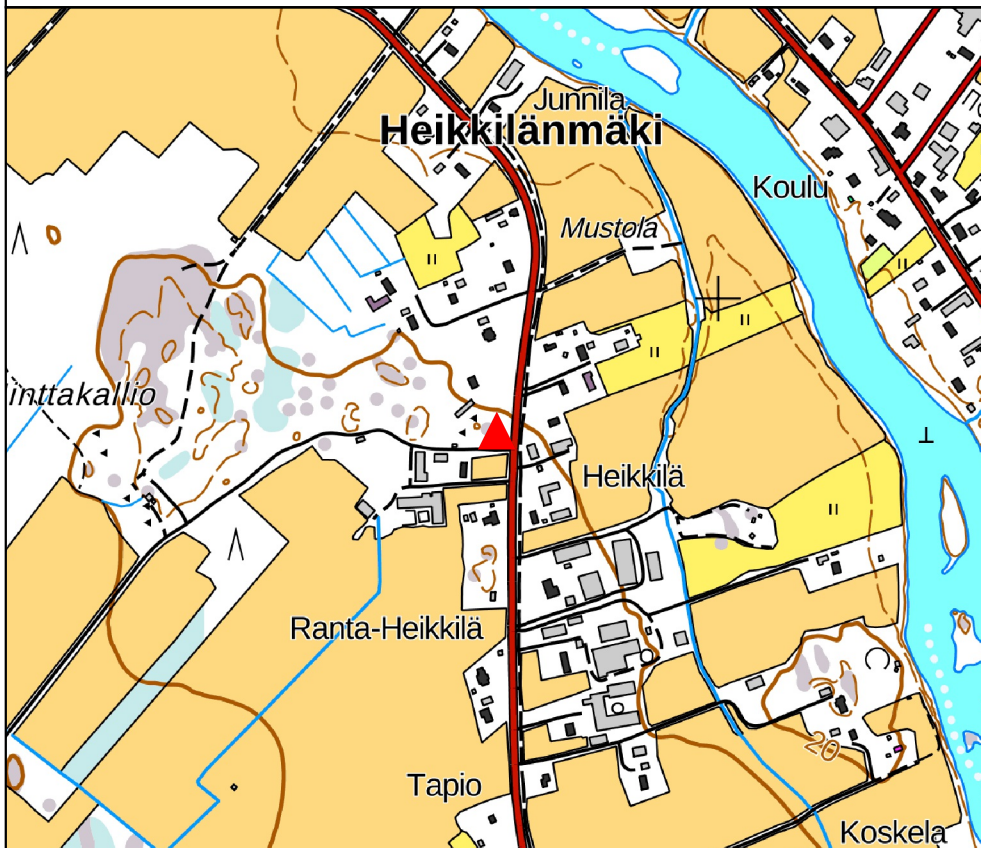 Junnila
Heikkilänmäki
Koulu
Mustola
inttakallio
Heikkilä
Ranta-Heikkilä
20
Tapio
Koskela